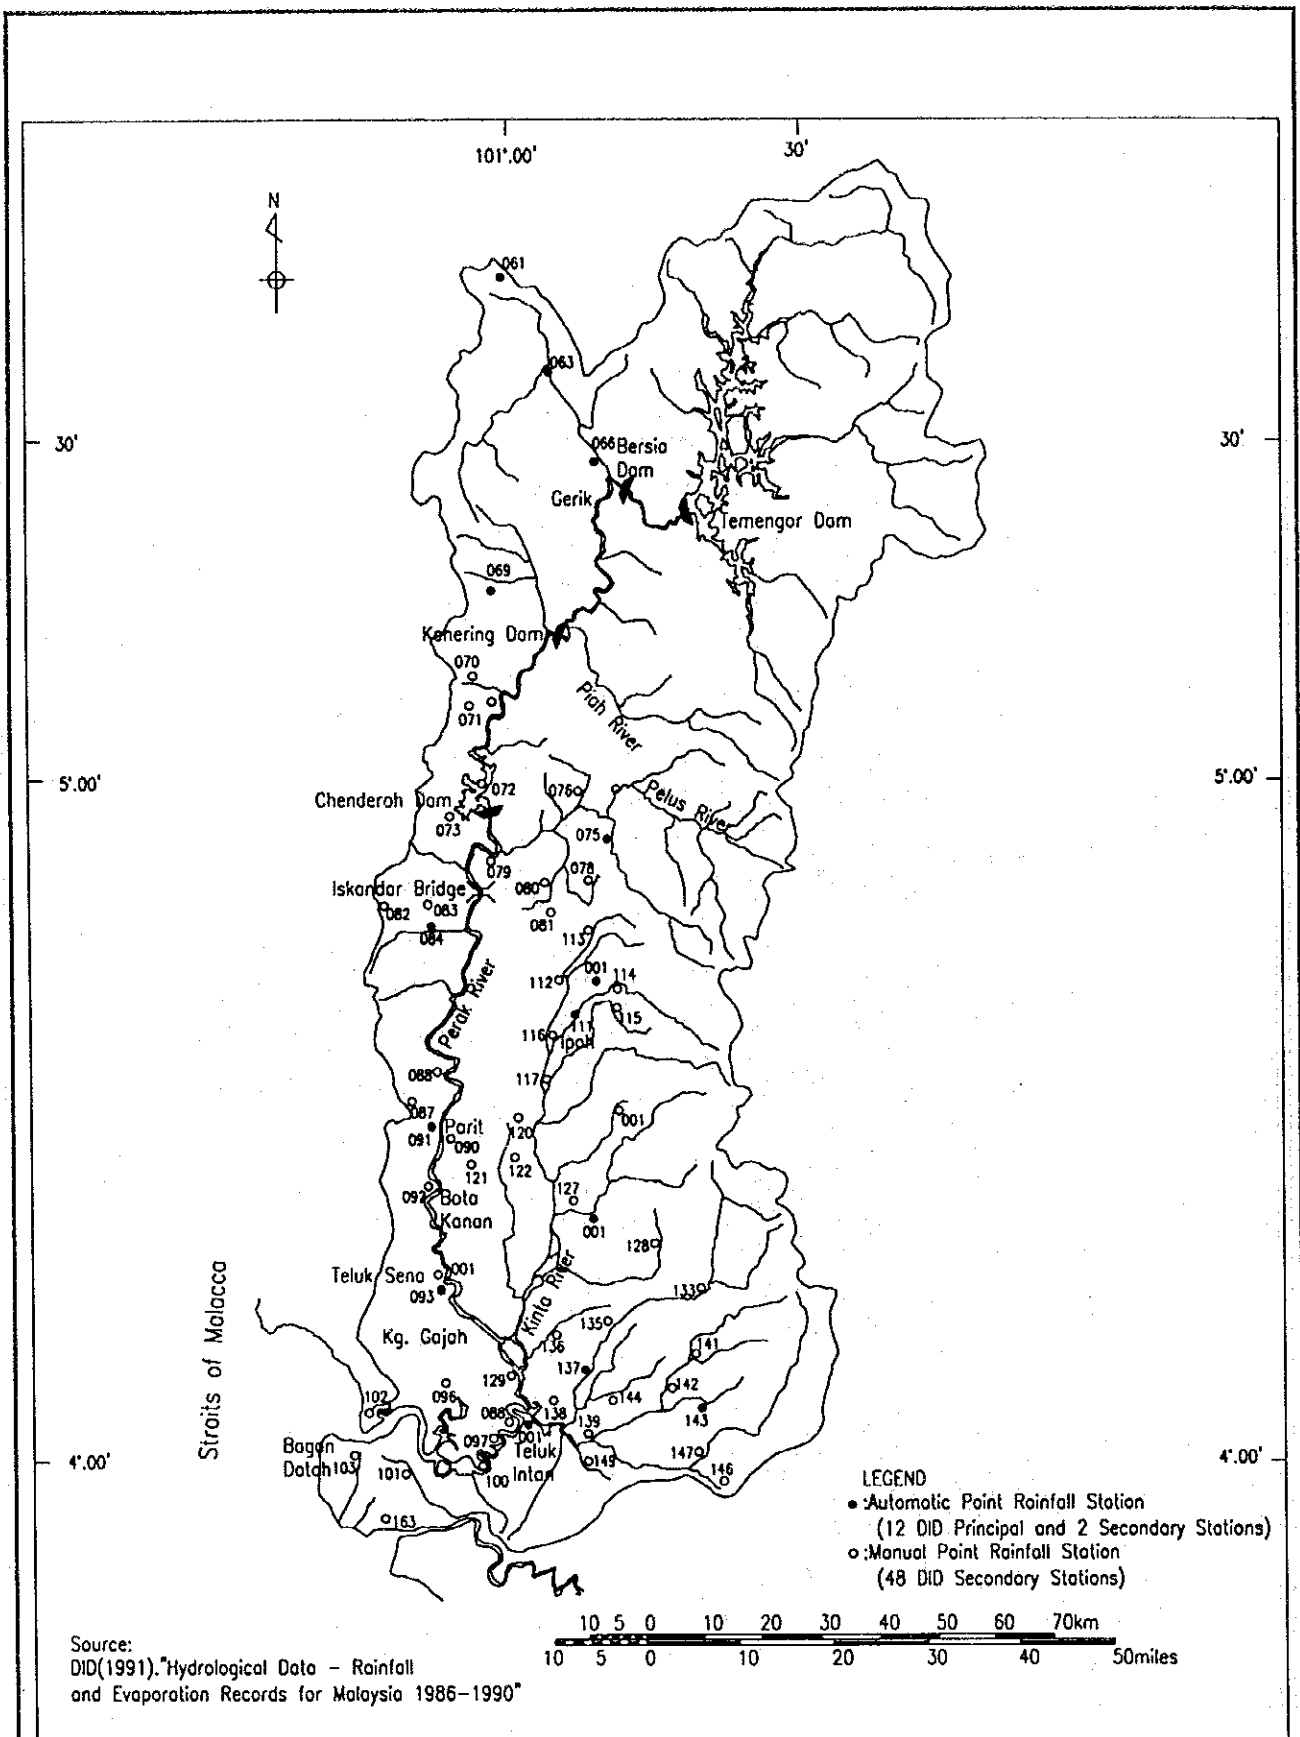 101°.00'
30'
N
061
063
30'
30'
066
Bersia
Dam
Gerik
Temengor Dam
069
Kenering Dam
070
071
Piah River
5°.00'
5°.00'
072
076
Chenderoh Dam
Pelus River
073
075
079
078
080
Iskandar Bridge
082
083
081
084
113
001
112
114
Perak River
111
115
116
Ipoh
088
117
087
001
091
Parit
090
120
121
122
092
Bota
Kanan
127
001
128
Teluk Sena
001
093
Kinta River
133
Straits of Malacca
Kg. Gajah
135
136
141
137
129
142
096
144
102
088
138
143
001
139
097
Teluk
Intan
Bagan
Datah
103
101
100
149
147
4°.00'
4°.00'
146
163
LEGEND
● :Automatic Point Rainfall Station
(12 DID Principal and 2 Secondary Stations)
○ :Manual Point Rainfall Station
(48 DID Secondary Stations)
10 5 0 10 20 30 40 50 60 70km
10 5 0 10 20 30 40 50miles
Source:
DID(1991)."Hydrological Data – Rainfall
and Evaporation Records for Malaysia 1986–1990"